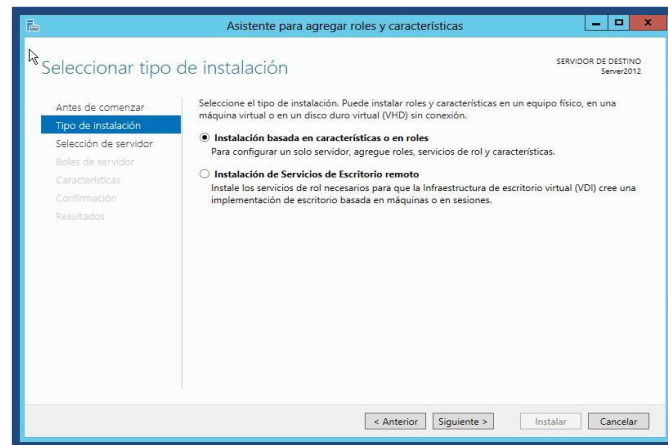 Asistente para agregar roles y características
Seleccionar tipo de instalación
SERVIDOR DE DESTINO
Server2012
Antes de comenzar
Tipo de instalación
Selección de servidor
Roles de servidor
Características
Confirmación
Resultados
Seleccione el tipo de instalación. Puede instalar roles y características en un equipo físico, en una
máquina virtual o en un disco duro virtual (VHD) sin conexión.
Instalación basada en características o en roles
Para configurar un solo servidor, agregue roles, servicios de rol y características.
Instalación de Servicios de Escritorio remoto
Instale los servicios de rol necesarios para que la Infraestructura de escritorio virtual (VDI) cree una
implementación de escritorio basada en máquinas o en sesiones.
< Anterior
Siguiente >
Instalar
Cancelar